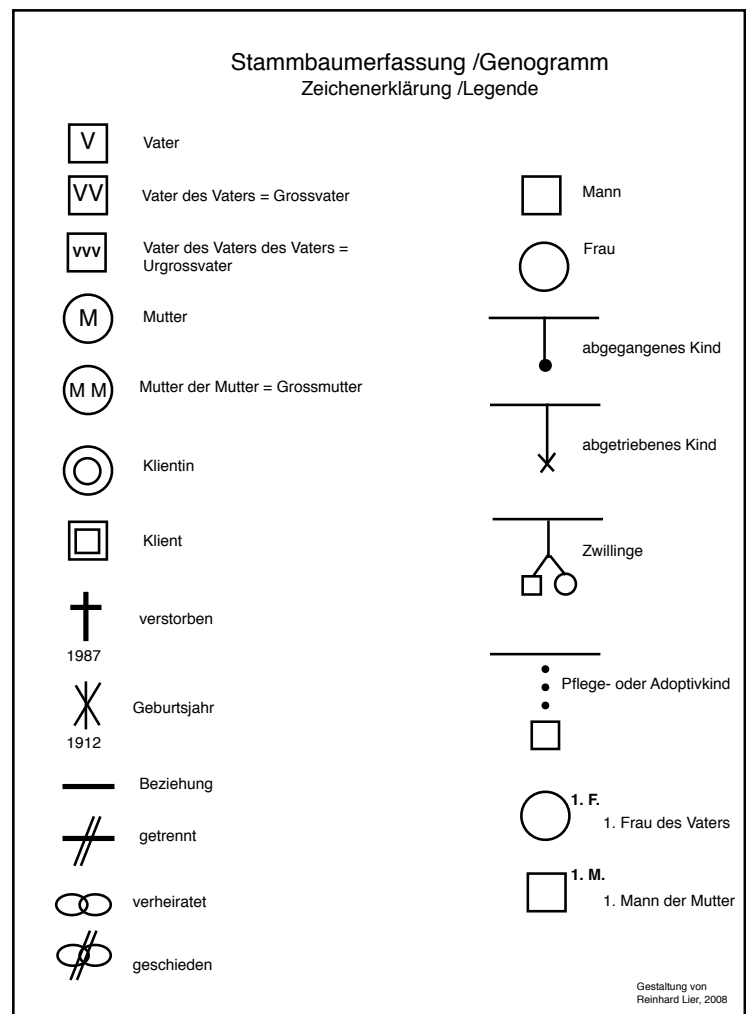 Stammbaumerfassung /Genogramm
Zeichenerklärung /Legende
V
Vater
VV
Vater des Vaters = Grossvater
VVV
Vater des Vaters des Vaters =
Urgrossvater
M
Mutter
M M
Mutter der Mutter = Grossmutter
Klientin
Klient
verstorben
1987
Geburtsjahr
1912
Beziehung
getrennt
verheiratet
geschieden
Mann
Frau
abgegangenes Kind
abgetriebenes Kind
Zwillinge
Pflege- oder Adoptivkind
1. F.
1. Frau des Vaters
1. M.
1. Mann der Mutter
Gestaltung von
Reinhard Lier, 2008